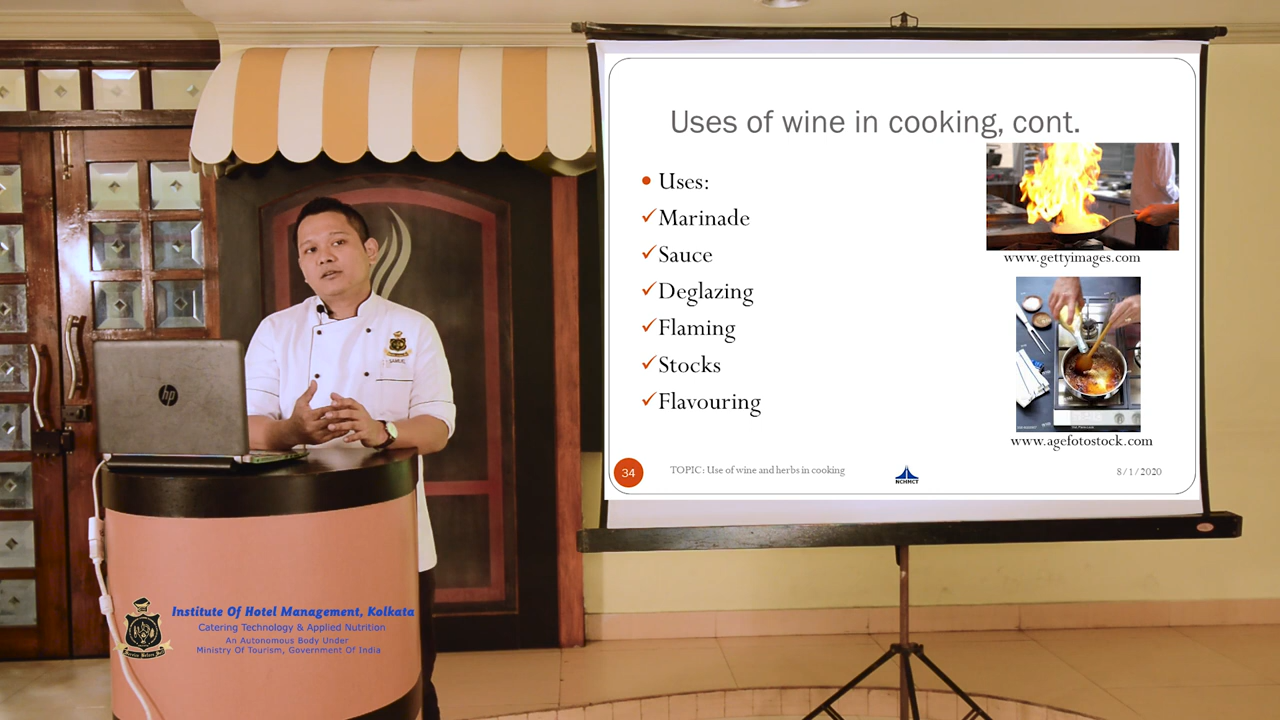 Uses of wine in cooking, cont.
Uses:
Marinade
Sauce
Deglazing
Flaming
Stocks
Flavouring
www.gettyimages.com
www.agefotostock.com
34
TOPIC: Use of wine and herbs in cooking
NCHMCT
8/1/2020
hp
Institute Of Hotel Management, Kolkata
Catering Technology & Applied Nutrition
An Autonomous Body Under
Ministry Of Tourism, Government Of India